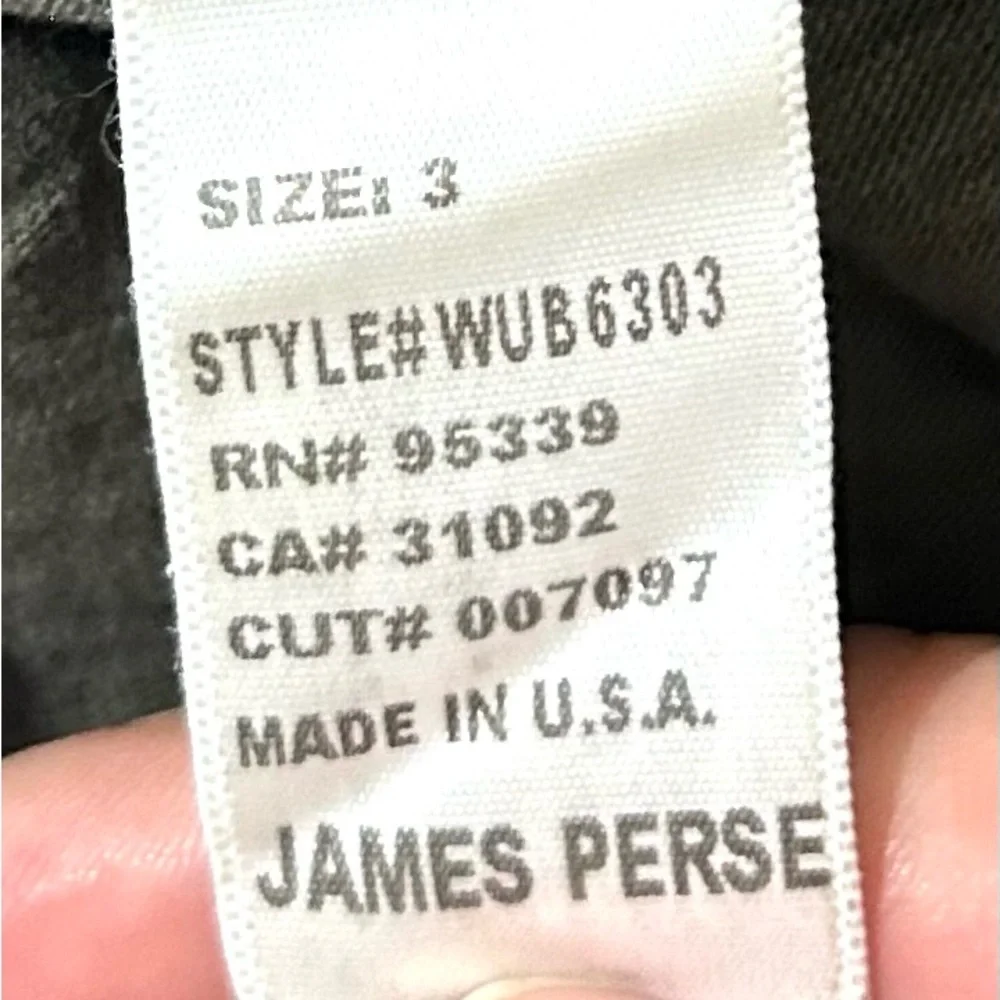 SIZE: 3
STYLE#WUB6303
RN# 95339
CA# 31092
CUT# 007097
MADE IN U.S.A.
JAMES PERSE